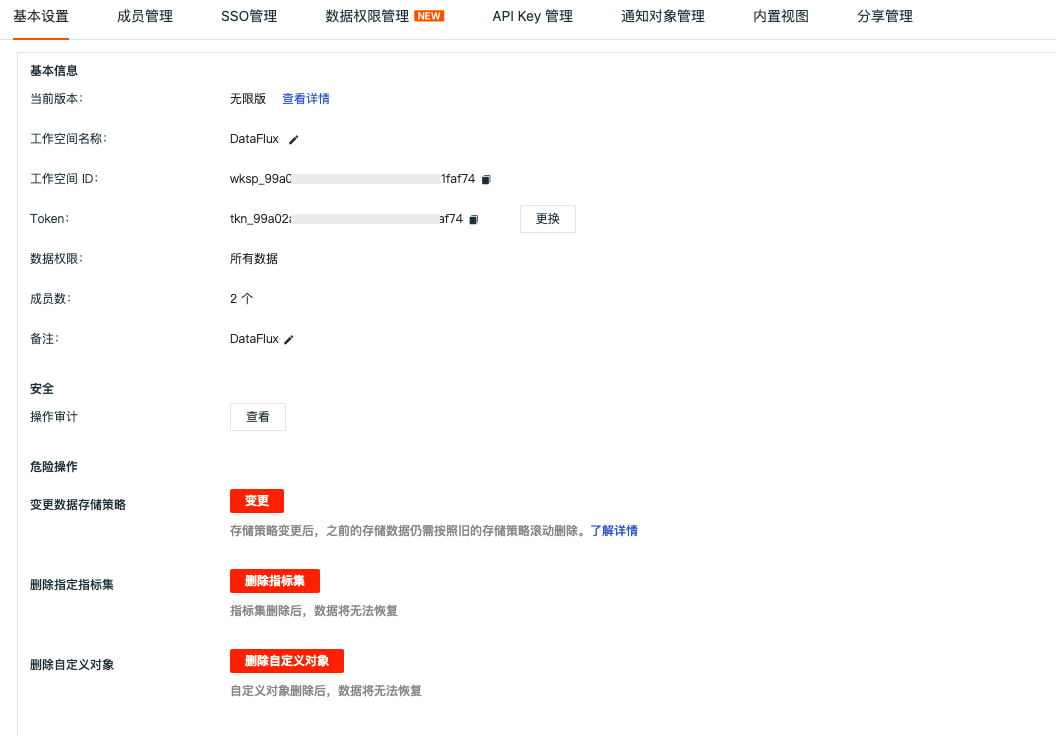 基本设置 成员管理 SSO管理 数据权限管理 NEW API Key 管理 通知对象管理 内置视图 分享管理
基本信息
当前版本： 无限版 查看详情
工作空间名称： DataFlux
工作空间 ID： wksp_99a0 1faf74
Token： tkn_99a02 af74 更换
数据权限： 所有数据
成员数： 2 个
备注： DataFlux
安全
操作审计 查看
危险操作
变更数据存储策略 变更
存储策略变更后，之前的存储数据仍需按照旧的存储策略滚动删除。了解详情
删除指定指标集 删除指标集
指标集删除后，数据将无法恢复
删除自定义对象 删除自定义对象
自定义对象删除后，数据将无法恢复